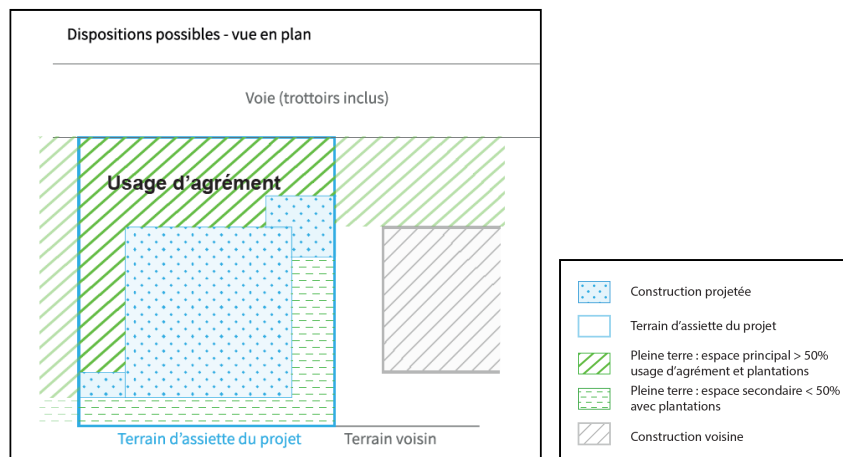 Dispositions possibles - vue en plan
Voie (trottoirs inclus)
Usage d'agrément
Terrain d'assiette du projet
Terrain voisin
Construction projetée
Terrain d'assiette du projet
Pleine terre : espace principal > 50%
usage d'agrément et plantations
Pleine terre : espace secondaire < 50%
avec plantations
Construction voisine